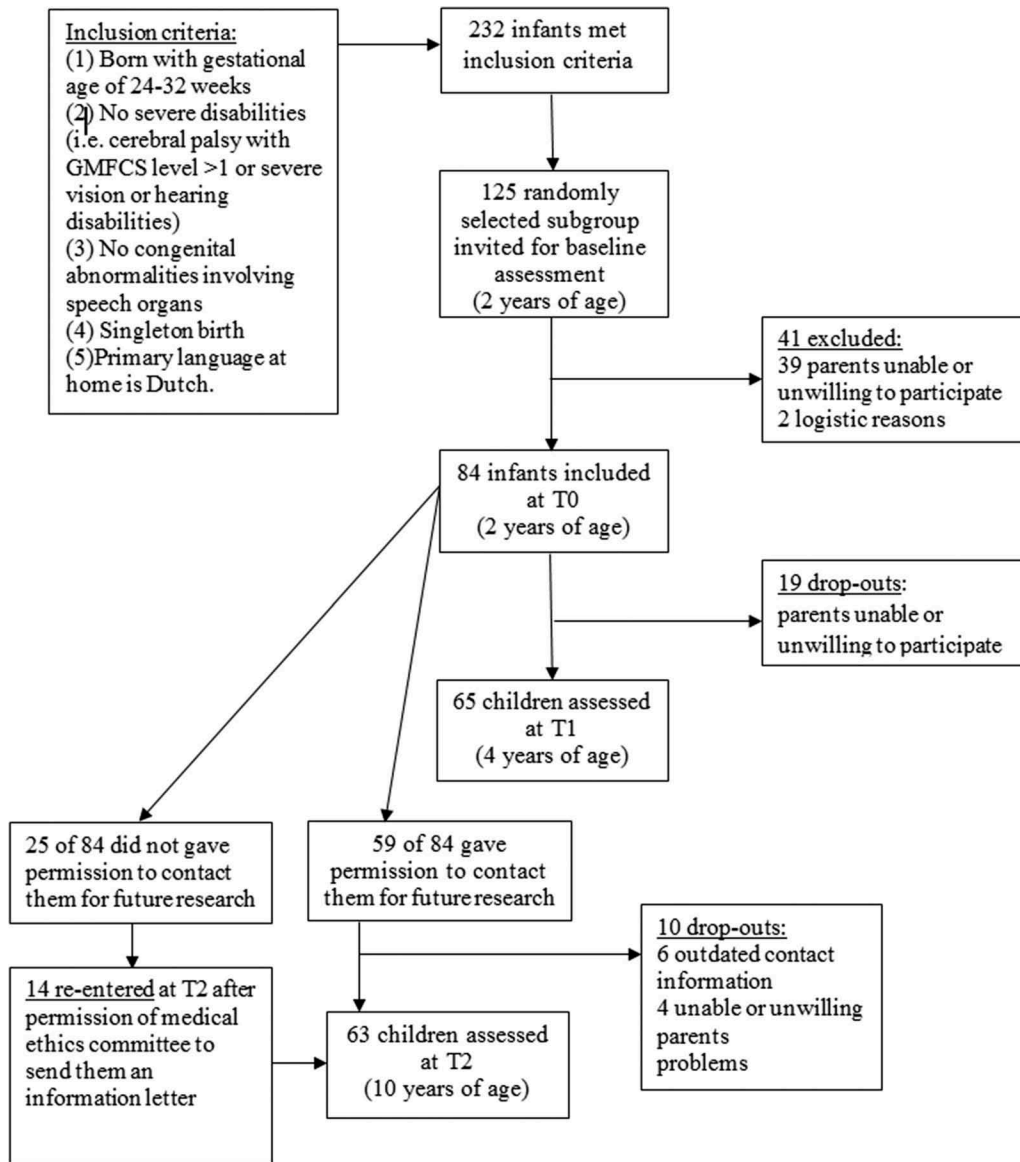 Inclusion criteria:
(1) Born with gestational
age of 24-32 weeks
(2) No severe disabilities
(i.e. cerebral palsy with
GMFCS level >1 or severe
vision or hearing
disabilities)
(3) No congenital
abnormalities involving
speech organs
(4) Singleton birth
(5)Primary language at
home is Dutch.
232 infants met
inclusion criteria
125 randomly
selected subgroup
invited for baseline
assessment
(2 years of age)
41 excluded:
39 parents unable or
unwilling to participate
2 logistic reasons
84 infants included
at T0
(2 years of age)
19 drop-outs:
parents unable or
unwilling to participate
65 children assessed
at T1
(4 years of age)
25 of 84 did not gave
permission to contact
them for future research
59 of 84 gave
permission to contact
them for future research
10 drop-outs:
6 outdated contact
information
4 unable or unwilling
parents
problems
14 re-entered at T2 after
permission of medical
ethics committee to
send them an
information letter
63 children assessed
at T2
(10 years of age)